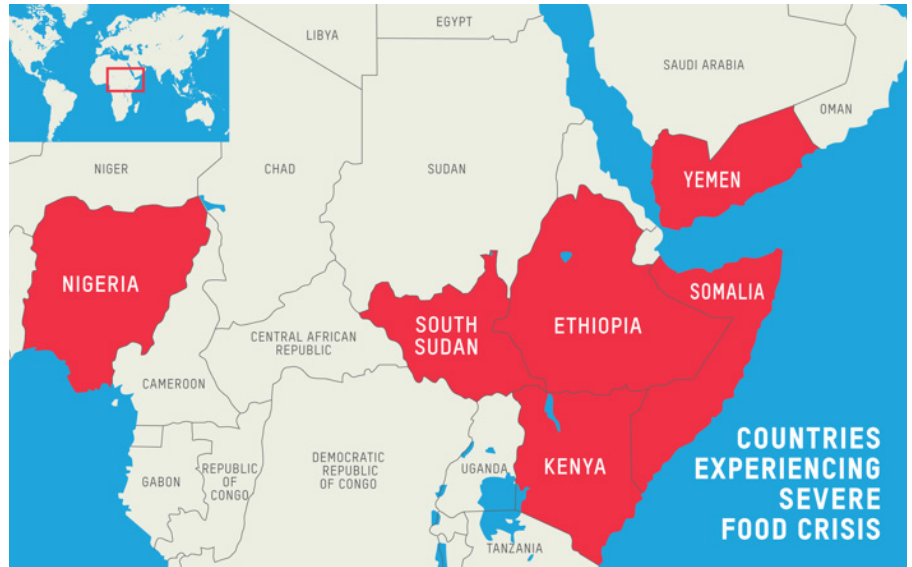 LIBYA
EGYPT
SAUDI ARABIA
OMAN
NIGER
CHAD
SUDAN
YEMEN
NIGERIA
SOMALIA
SOUTH
SUDAN
ETHIOPIA
CENTRAL AFRICAN
REPUBLIC
CAMEROON
GABON
REPUBLIC
OF
CONGO
DEMOCRATIC
REPUBLIC
OF CONGO
UGANDA
KENYA
TANZANIA
COUNTRIES
EXPERIENCING
SEVERE
FOOD CRISIS